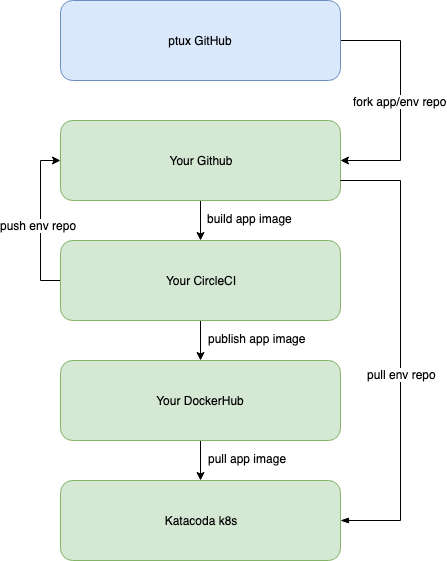 ptux GitHub
fork app/env repo
Your Github
build app image
push env repo
Your CircleCI
publish app image
pull env repo
Your DockerHub
pull app image
Katacoda k8s